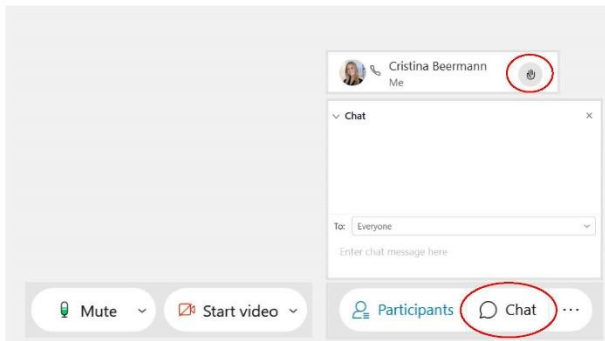 Cristina Beermann
Me
Chat
To: Everyone
Enter chat message here
Mute
Start video
Participants
Chat